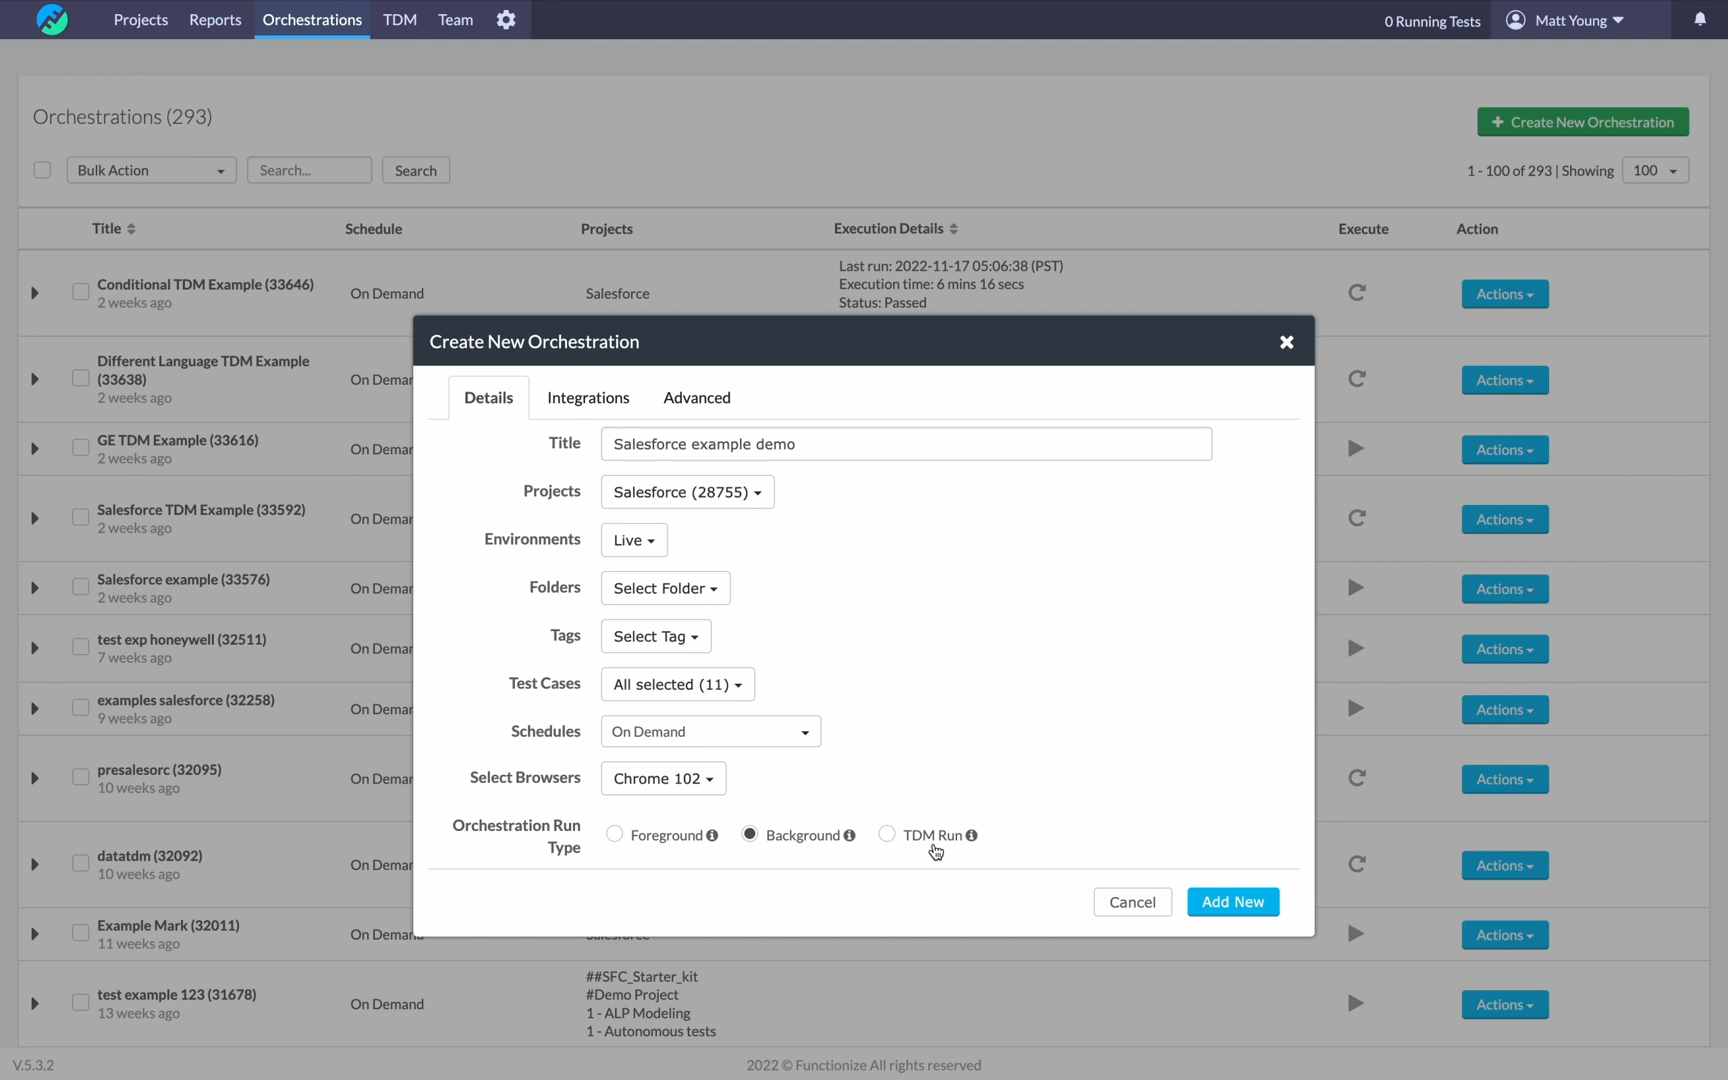 Projects Reports Orchestrations TDM Team 0 Running Tests Matt Young
Orchestrations (293)
+ Create New Orchestration
Bulk Action Search... Search 1 - 100 of 293 | Showing 100
Title Schedule Projects Execution Details Execute Action
Conditional TDM Example (33646)
2 weeks ago
On Demand
Salesforce
Last run: 2022-11-17 05:06:38 (PST)
Execution time: 6 mins 16 secs
Status: Passed
Actions
Different Language TDM Example
(33638)
2 weeks ago
On Demar
Actions
GE TDM Example (33616)
2 weeks ago
On Demar
Actions
Salesforce TDM Example (33592)
2 weeks ago
On Demar
Actions
Salesforce example (33576)
2 weeks ago
On Demar
Actions
test exp honeywell (32511)
7 weeks ago
On Demar
Actions
examples salesforce (32258)
9 weeks ago
On Demar
Actions
presalesorc (32095)
10 weeks ago
On Demar
Actions
datatdm (32092)
10 weeks ago
On Demar
Actions
Example Mark (32011)
11 weeks ago
On Demar
Actions
test example 123 (31678)
13 weeks ago
On Demand
##SFC_Starter_kit
#Demo Project
1 - ALP Modeling
1 - Autonomous tests
Actions
Create New Orchestration
Details Integrations Advanced
Title Salesforce example demo
Projects Salesforce (28755)
Environments Live
Folders Select Folder
Tags Select Tag
Test Cases All selected (11)
Schedules On Demand
Select Browsers Chrome 102
Orchestration Run
Type
Foreground Background TDM Run
Cancel Add New
V.5.3.2 2022 © Functionize All rights reserved